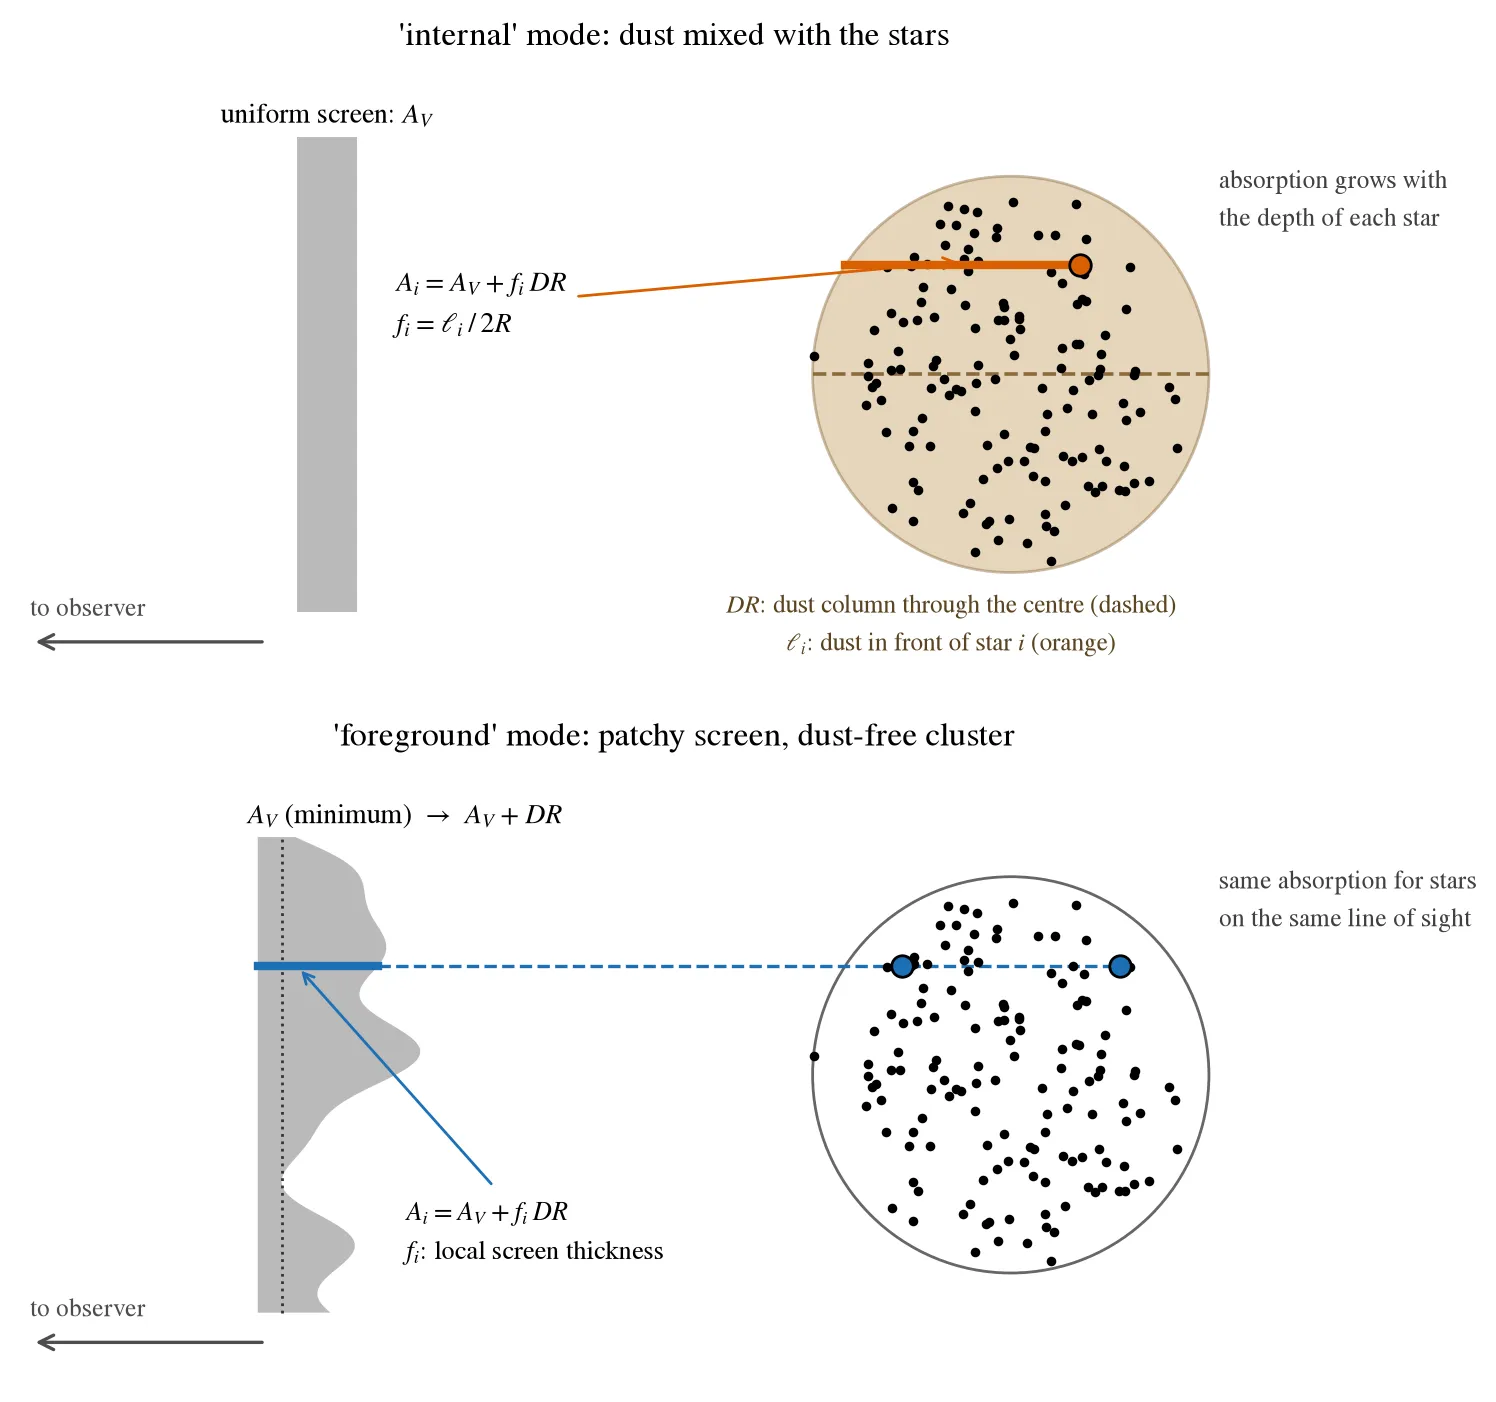 'internal' mode: dust mixed with the stars
uniform screen: A_V
absorption grows with
the depth of each star
A_i = A_V + f_i DR
f_i = ℓ_i / 2R
to observer
DR: dust column through the centre (dashed)
ℓ_i: dust in front of star i (orange)
'foreground' mode: patchy screen, dust-free cluster
A_V (minimum) → A_V + DR
same absorption for stars
on the same line of sight
A_i = A_V + f_i DR
f_i: local screen thickness
to observer